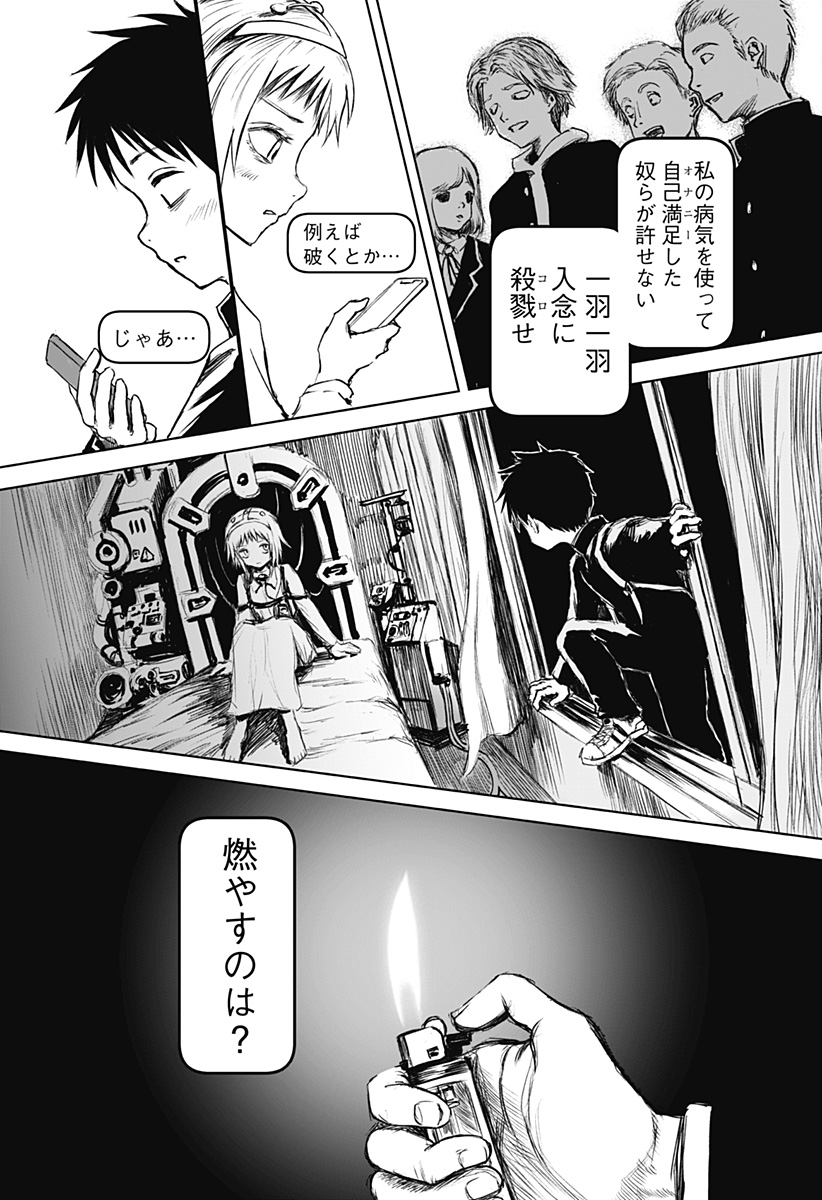 私の病気を使って
自己満足した
オナニー
奴らが許せない
一羽一羽
入念に
殺戮せ
コロ
例えば
破くとか…
じゃあ…
燃やすのは?